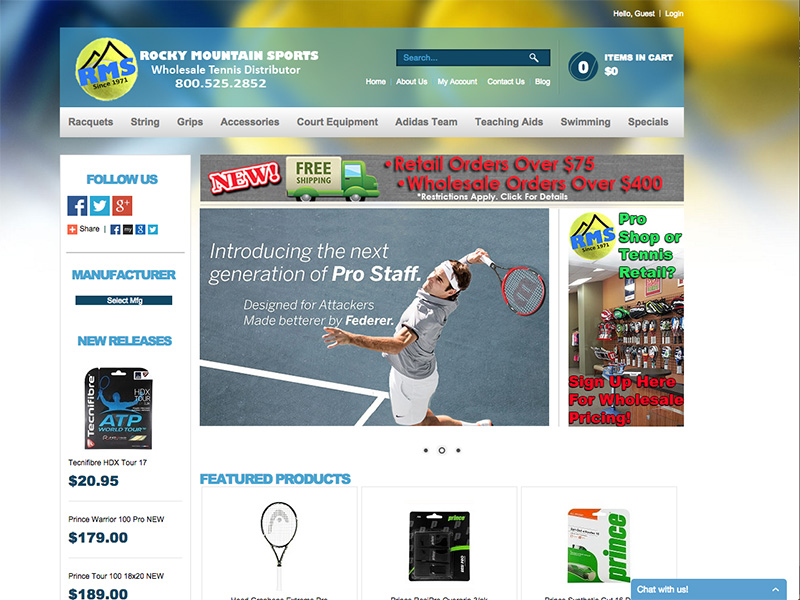 Hello, Guest | Login
RMS
Since 1971
ROCKY MOUNTAIN SPORTS
Wholesale Tennis Distributor
800.525.2852
Search...
Home | About Us | My Account | Contact Us | Blog
0
ITEMS IN CART
$0
Racquets String Grips Accessories Court Equipment Adidas Team Teaching Aids Swimming Specials
FOLLOW US
Share |
MANUFACTURER
Select Mfg
NEW RELEASES
Tecnifibre
HDX
TOUR
ATP
WORLD TOUR
Tecnifibre HDX Tour 17
$20.95
Prince Warrior 100 Pro NEW
$179.00
Prince Tour 100 18x20 NEW
$189.00
NEW!
FREE
SHIPPING
•Retail Orders Over $75
•Wholesale Orders Over $400
*Restrictions Apply. Click For Details
Introducing the next
generation of Pro Staff.
Designed for Attackers
Made betterer by Federer.
RMS
Since 1971
Pro
Shop or
Tennis
Retail?
Sign Up Here
For Wholesale
Pricing!
FEATURED PRODUCTS
prince
prince
Chat with us!